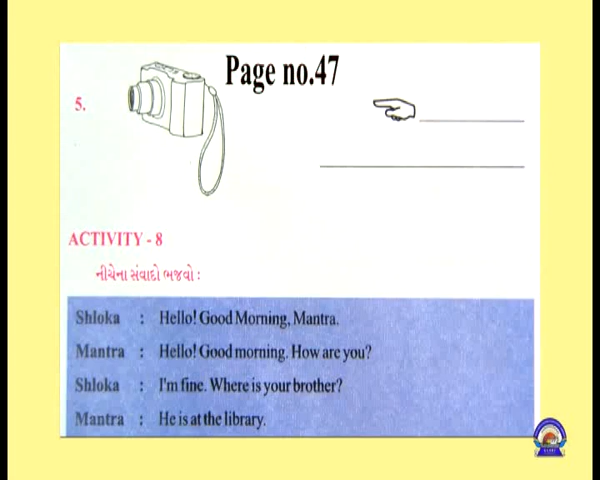 Page no.47
5.
ACTIVITY - 8
નીચેના સંવાદો ભજવો :
Shloka : Hello! Good Morning, Mantra.
Mantra : Hello! Good morning. How are you?
Shloka : I'm fine. Where is your brother?
Mantra : He is at the library.